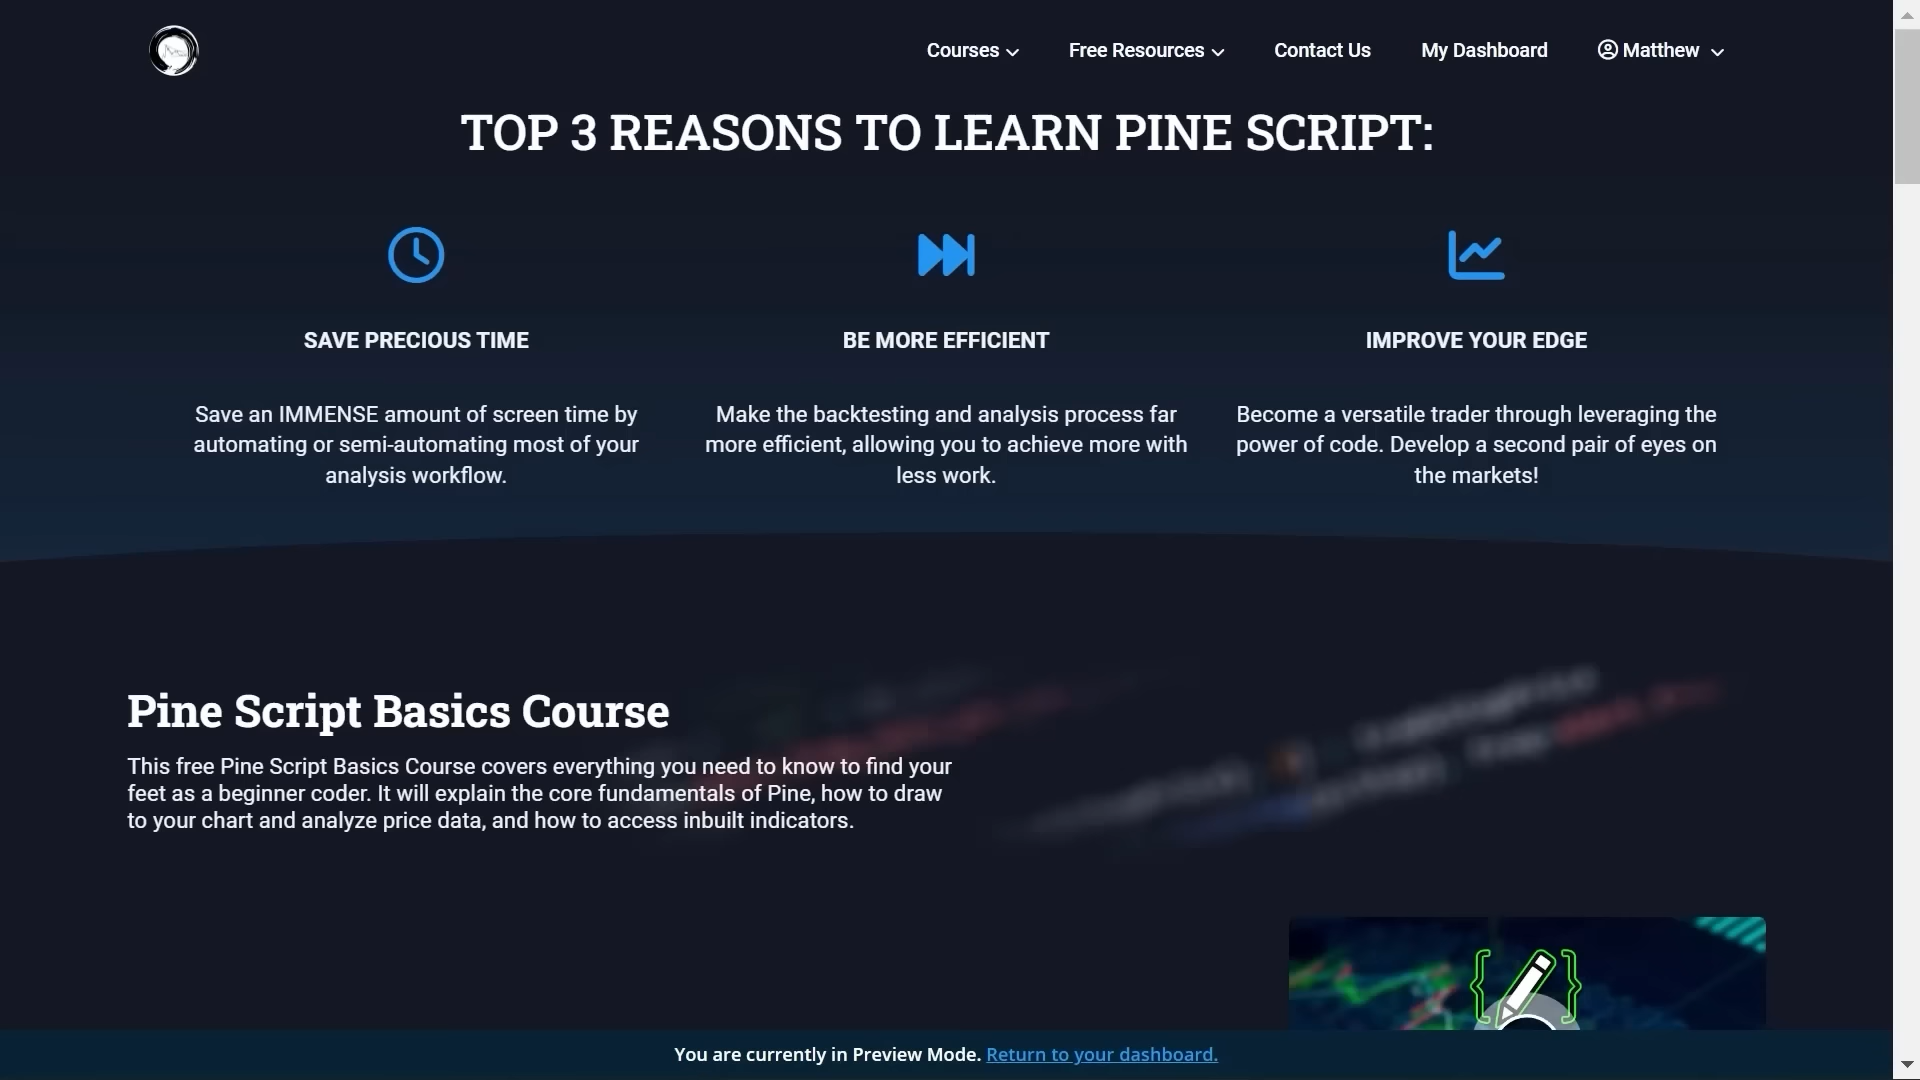 Courses
Free Resources
Contact Us
My Dashboard
Matthew
TOP 3 REASONS TO LEARN PINE SCRIPT:
SAVE PRECIOUS TIME
Save an IMMENSE amount of screen time by
automating or semi-automating most of your
analysis workflow.
BE MORE EFFICIENT
Make the backtesting and analysis process far
more efficient, allowing you to achieve more with
less work.
IMPROVE YOUR EDGE
Become a versatile trader through leveraging the
power of code. Develop a second pair of eyes on
the markets!
Pine Script Basics Course
This free Pine Script Basics Course covers everything you need to know to find your
feet as a beginner coder. It will explain the core fundamentals of Pine, how to draw
to your chart and analyze price data, and how to access inbuilt indicators.
You are currently in Preview Mode. Return to your dashboard.